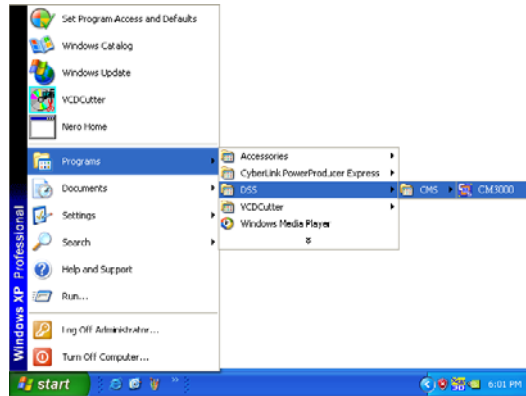 Set Program Access and Defaults
Windows Catalog
Windows Update
VCDCutter
Nero Home
Programs
Documents
Settings
Search
Help and Support
Run...
Log Off Administrator...
Turn Off Computer...
Windows XP Professional
Accessories
CyberLink PowerProducer Express
DSS
VCDCutter
Windows Media Player
CMS
CM3000
start
6:01 PM